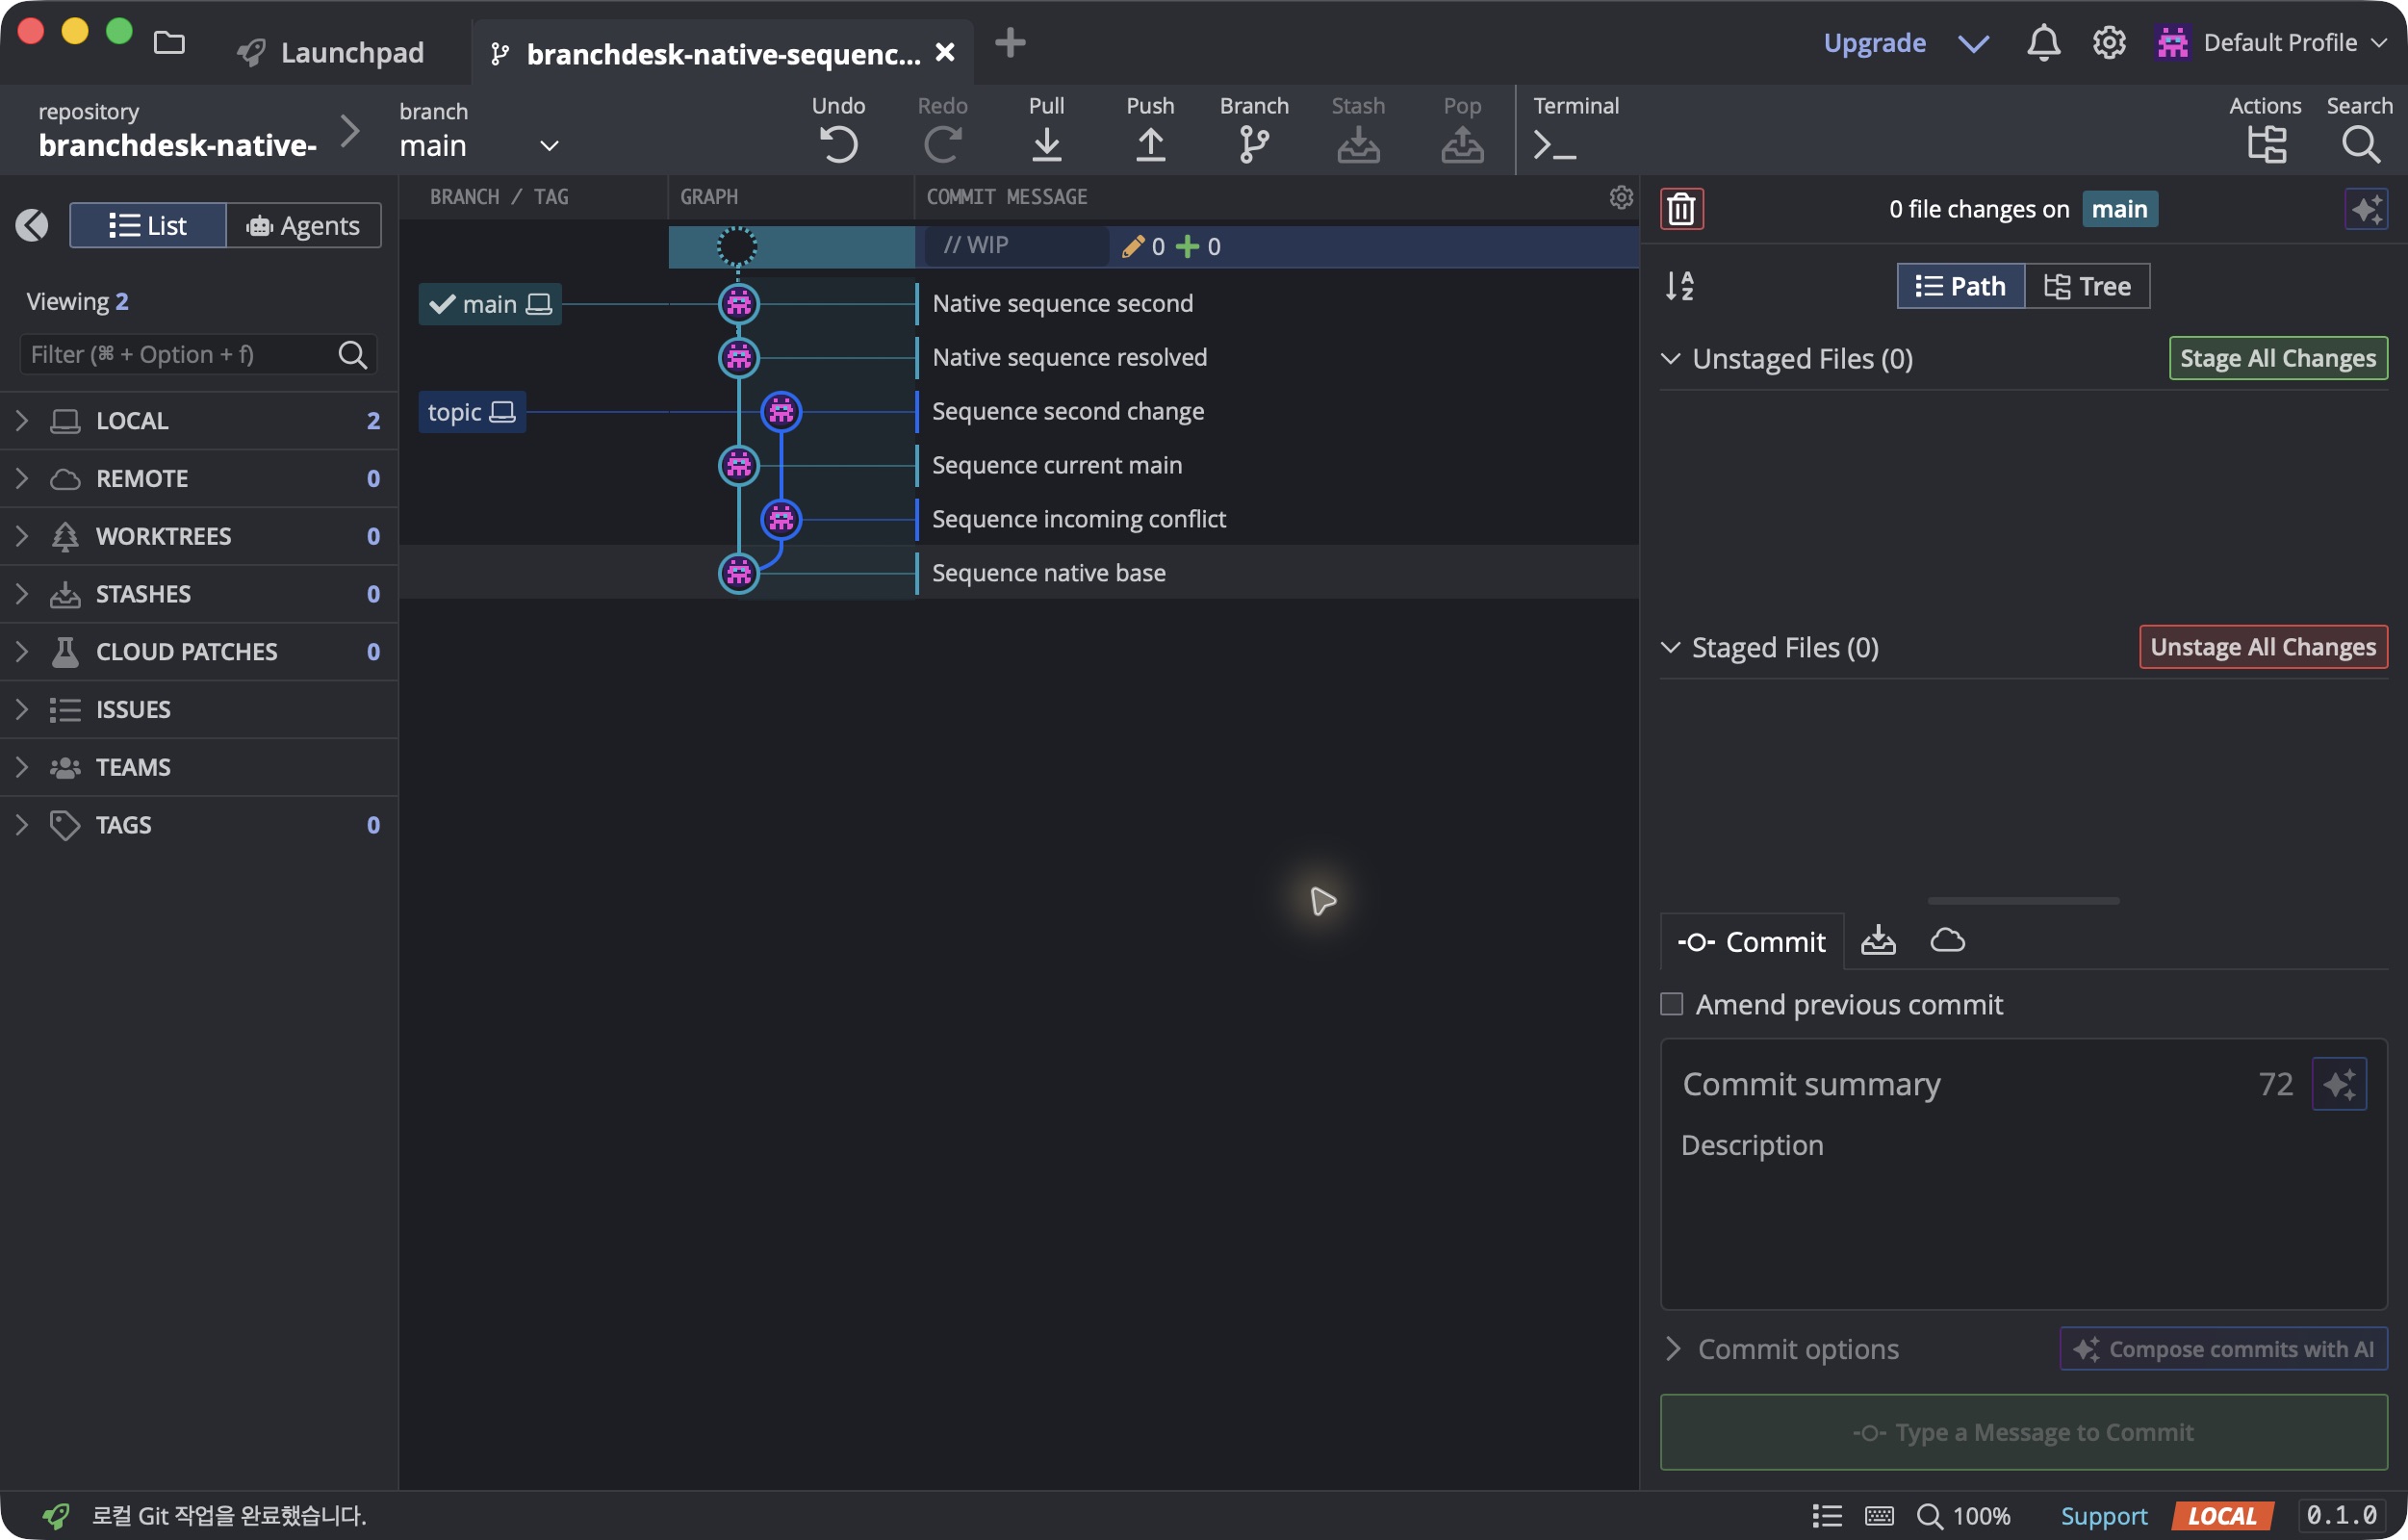 Launchpad
branchdesk-native-sequenc...
Upgrade
Default Profile
repository
branchdesk-native-
branch
main
Undo
Redo
Pull
Push
Branch
Stash
Pop
Terminal
Actions
Search
List
Agents
Viewing 2
Filter (⌘ + Option + f)
LOCAL 2
REMOTE 0
WORKTREES 0
STASHES 0
CLOUD PATCHES 0
ISSUES
TEAMS
TAGS 0
BRANCH / TAG
GRAPH
COMMIT MESSAGE
// WIP 0 0
main Native sequence second
Native sequence resolved
topic Sequence second change
Sequence current main
Sequence incoming conflict
Sequence native base
0 file changes on main
Path
Tree
Unstaged Files (0)
Stage All Changes
Staged Files (0)
Unstage All Changes
Commit
Amend previous commit
Commit summary 72
Description
Commit options
Compose commits with AI
Type a Message to Commit
로컬 Git 작업을 완료했습니다.
100%
Support
LOCAL
0.1.0